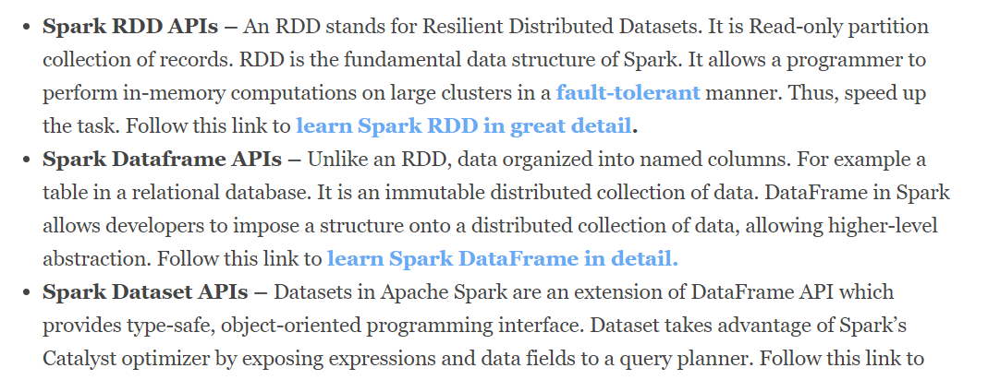 • Spark RDD APIs – An RDD stands for Resilient Distributed Datasets. It is Read-only partition
collection of records. RDD is the fundamental data structure of Spark. It allows a programmer to
perform in-memory computations on large clusters in a fault-tolerant manner. Thus, speed up
the task. Follow this link to learn Spark RDD in great detail.
• Spark Dataframe APIs – Unlike an RDD, data organized into named columns. For example a
table in a relational database. It is an immutable distributed collection of data. DataFrame in Spark
allows developers to impose a structure onto a distributed collection of data, allowing higher-level
abstraction. Follow this link to learn Spark DataFrame in detail.
• Spark Dataset APIs – Datasets in Apache Spark are an extension of DataFrame API which
provides type-safe, object-oriented programming interface. Dataset takes advantage of Spark’s
Catalyst optimizer by exposing expressions and data fields to a query planner. Follow this link to